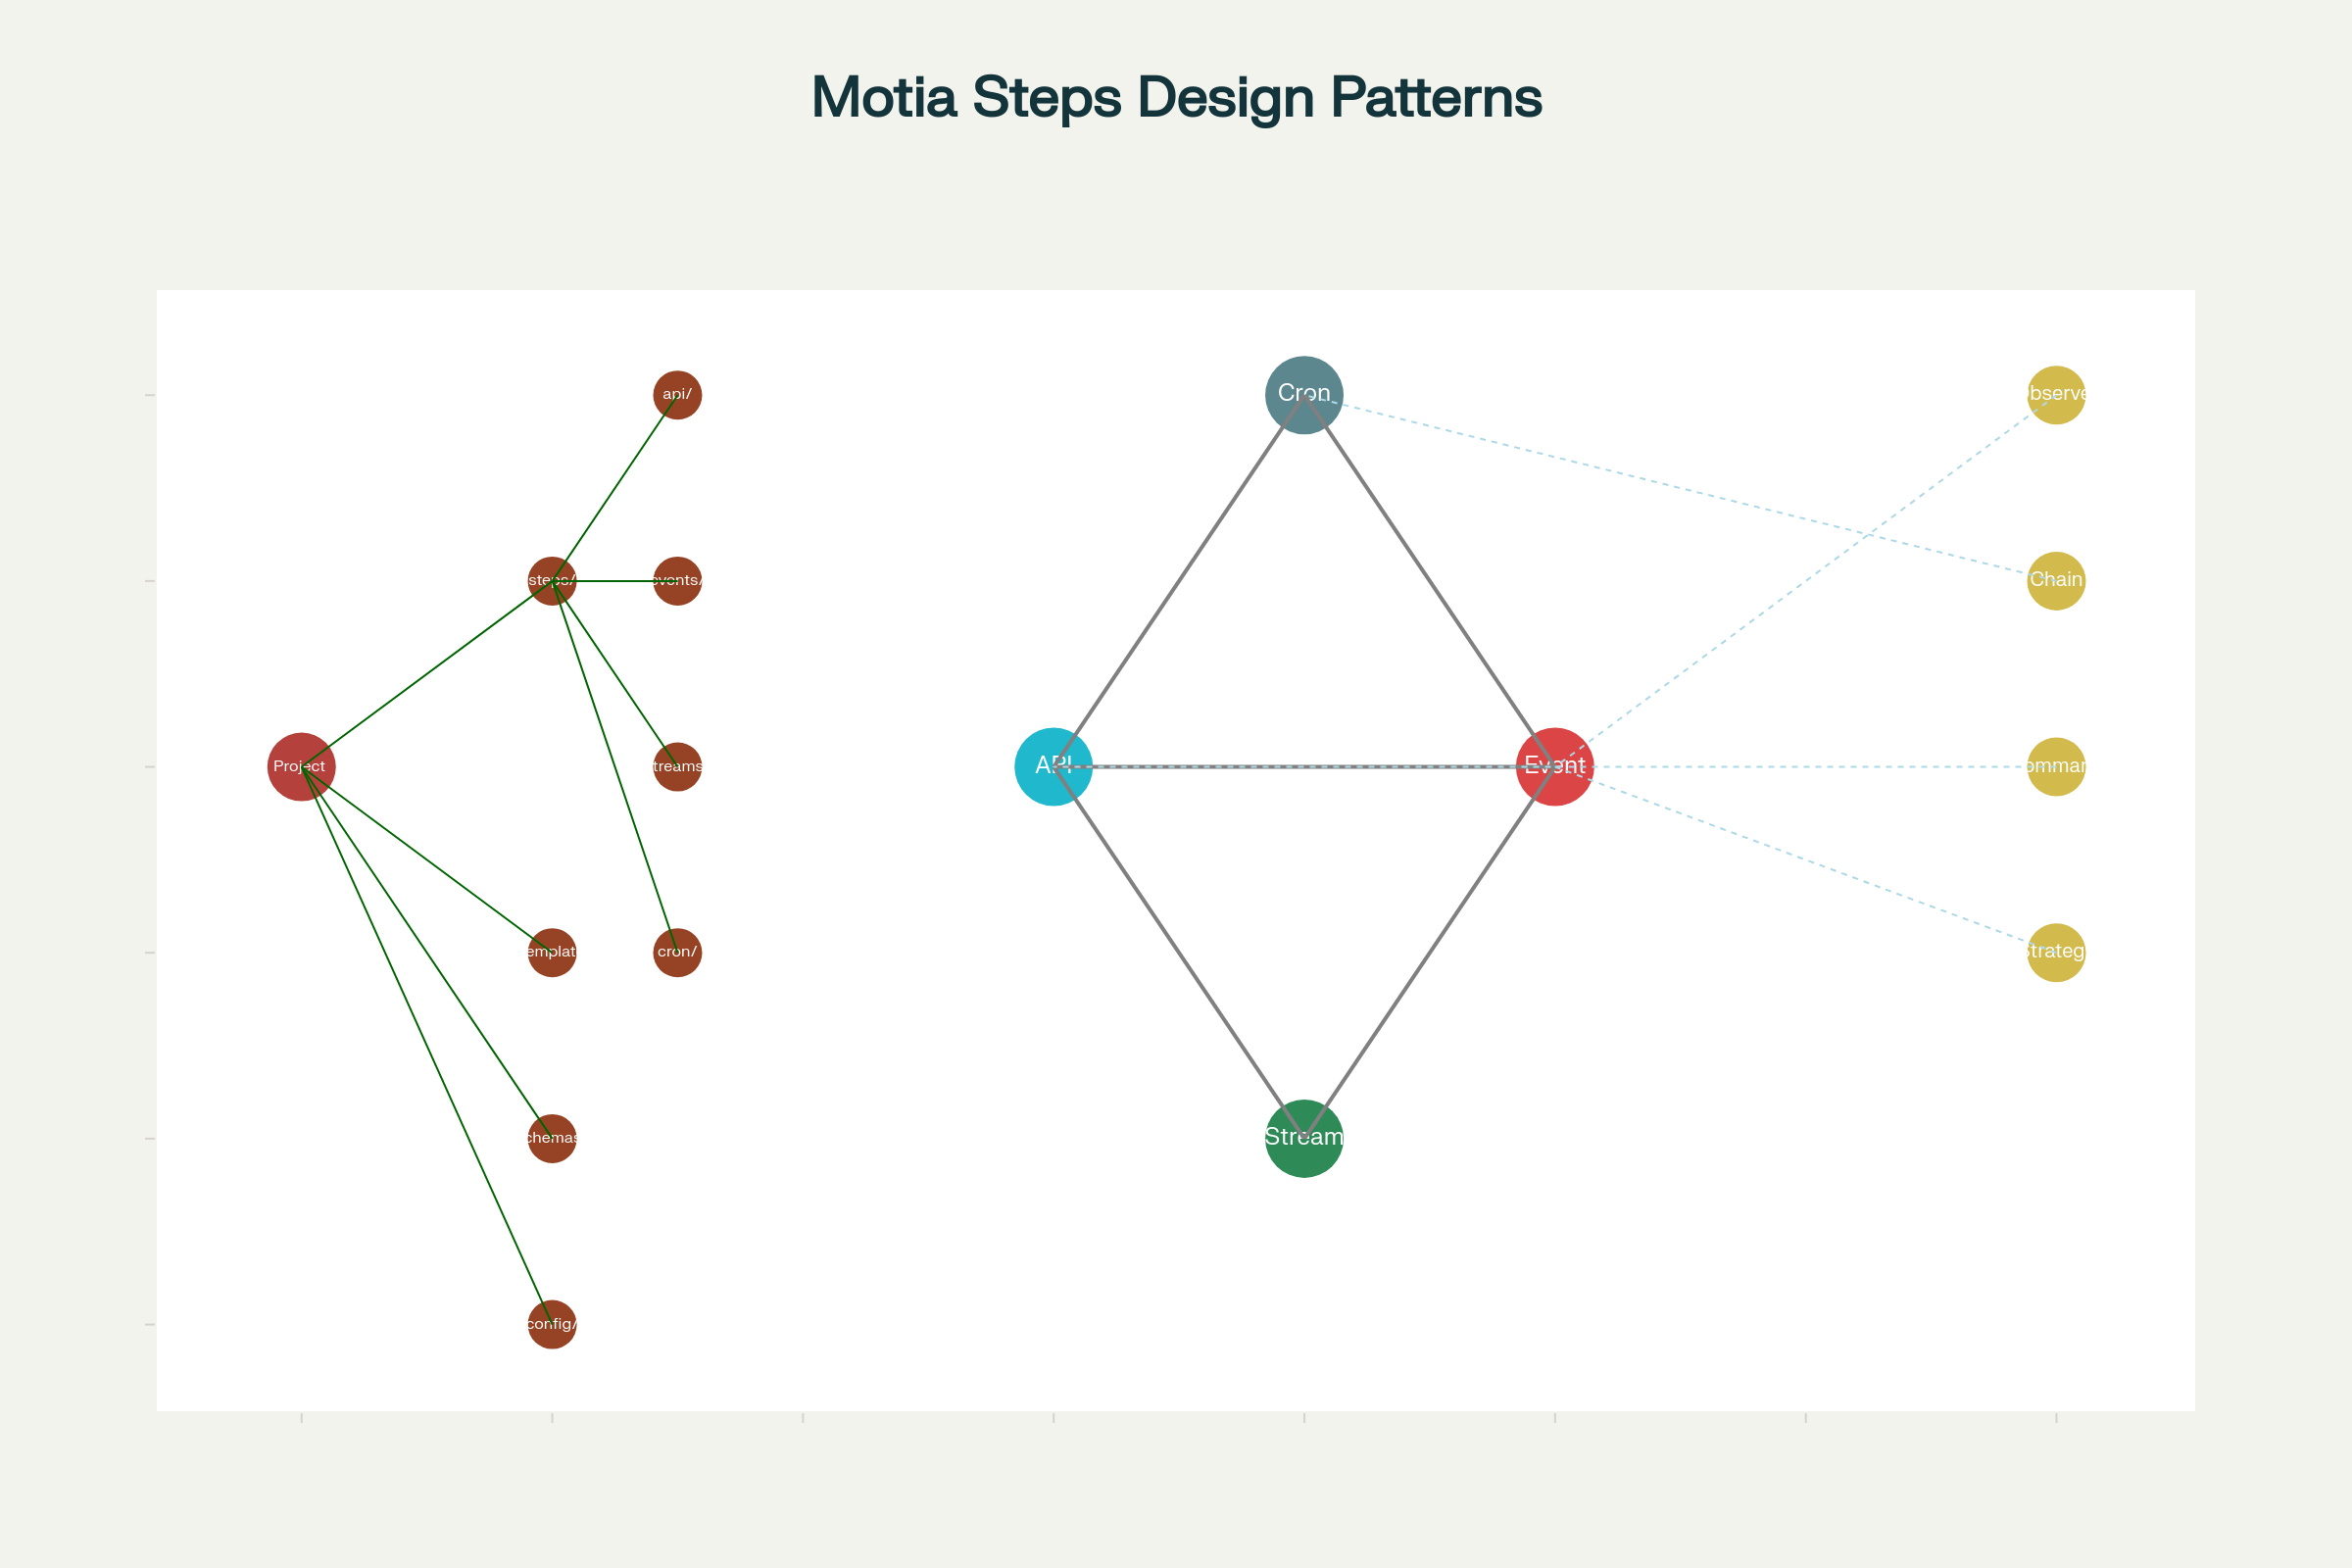 Motia Steps Design Patterns
api/
Cron
bserve
steps/
events/
Chain
Project
treams
API
Event
omman
emplat
cron/
trateg
chemas
Stream
config/